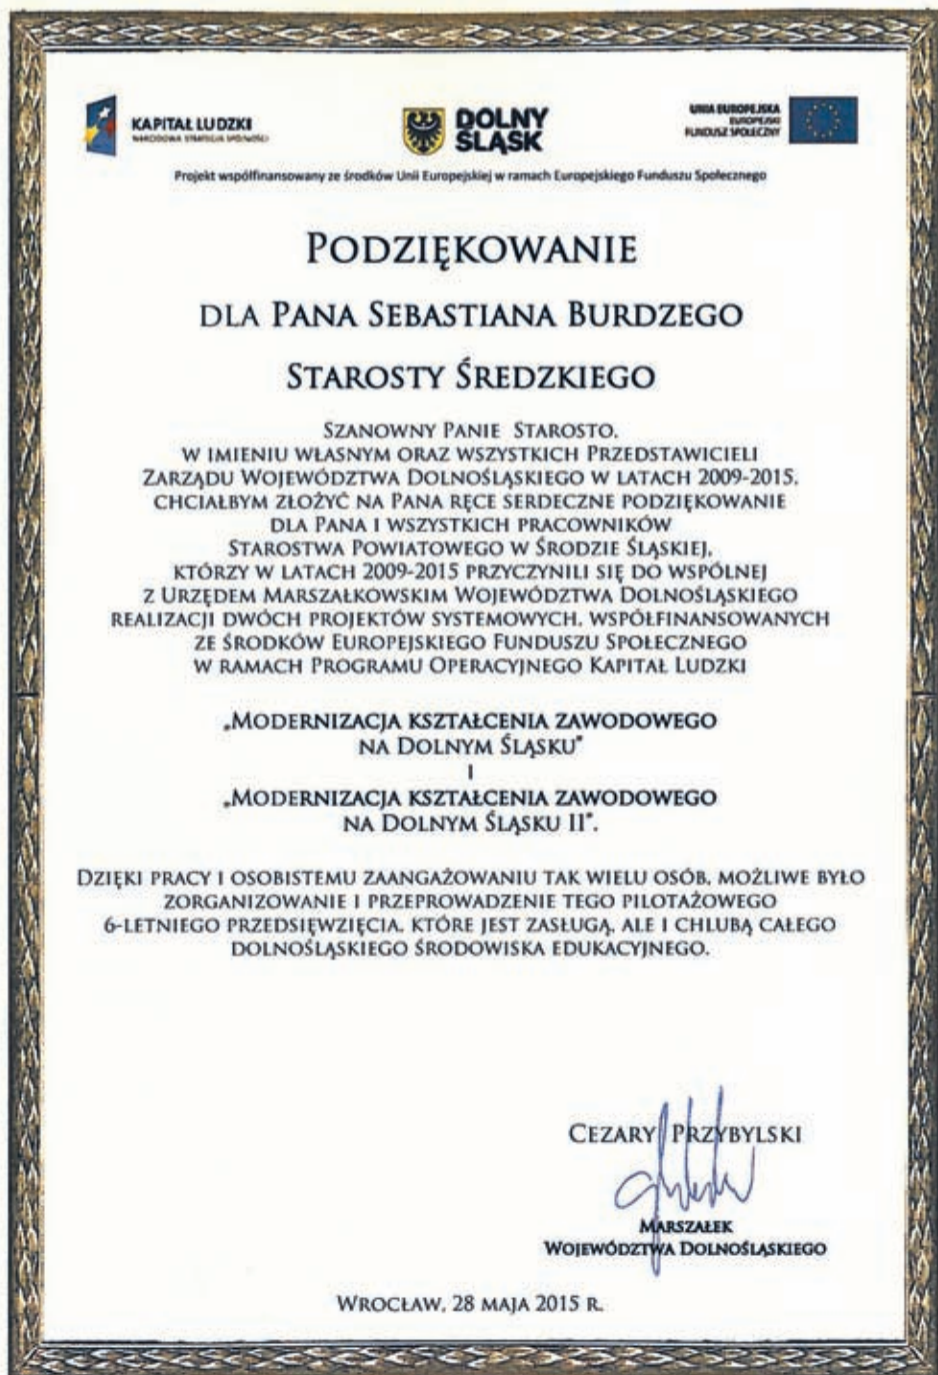 KAPITAŁ LUDZKI
NARODOWA STRATEGIA SPÓJNOŚCI
DOLNY
ŚLĄSK
UNIA EUROPEJSKA
EUROPEJSKI
FUNDUSZ SPOŁECZNY
Projekt współfinansowany ze środków Unii Europejskiej w ramach Europejskiego Funduszu Społecznego
PODZIĘKOWANIE
DLA PANA SEBASTIANA BURDZEGO
STAROSTY ŚREDZKIEGO
SZANOWNY PANIE STAROSTO,
W IMIENIU WŁASNYM ORAZ WSZYSTKICH PRZEDSTAWICIELI
ZARZĄDU WOJEWÓDZTWA DOLNOŚLĄSKIEGO W LATACH 2009-2015,
CHCIAŁBYM ZŁOŻYĆ NA PANA RĘCE SERDECZNE PODZIĘKOWANIE
DLA PANA I WSZYSTKICH PRACOWNIKÓW
STAROSTWA POWIATOWEGO W ŚRODZIE ŚLĄSKIEJ,
KTÓRZY W LATACH 2009-2015 PRZYCZYNILI SIĘ DO WSPÓLNEJ
Z URZĘDEM MARSZAŁKOWSKIM WOJEWÓDZTWA DOLNOŚLĄSKIEGO
REALIZACJI DWÓCH PROJEKTÓW SYSTEMOWYCH, WSPÓŁFINANSOWANYCH
ZE ŚRODKÓW EUROPEJSKIEGO FUNDUSZU SPOŁECZNEGO
W RAMACH PROGRAMU OPERACYJNEGO KAPITAŁ LUDZKI
„MODERNIZACJA KSZTAŁCENIA ZAWODOWEGO
NA DOLNYM ŚLĄSKU"
I
„MODERNIZACJA KSZTAŁCENIA ZAWODOWEGO
NA DOLNYM ŚLĄSKU II".
DZIĘKI PRACY I OSOBISTEMU ZAANGAŻOWANIU TAK WIELU OSÓB, MOŻLIWE BYŁO
ZORGANIZOWANIE I PRZEPROWADZENIE TEGO PILOTAŻOWEGO
6-LETNIEGO PRZEDSIĘWZIĘCIA, KTÓRE JEST ZASŁUGĄ, ALE I CHLUBĄ CAŁEGO
DOLNOŚLĄSKIEGO ŚRODOWISKA EDUKACYJNEGO.
CEZARY PRZYBYLSKI
MARSZAŁEK
WOJEWÓDZTWA DOLNOŚLĄSKIEGO
WROCŁAW, 28 MAJA 2015 R.